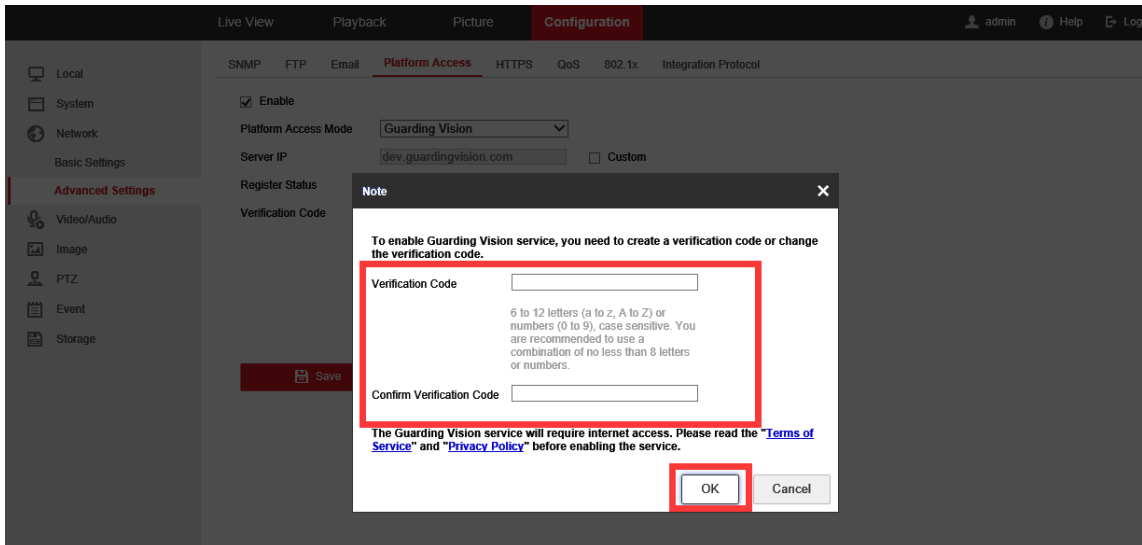 Live View Playback Picture Configuration admin Help Log
Local
System
Network
Basic Settings
Advanced Settings
Video/Audio
Image
PTZ
Event
Storage
SNMP FTP Email Platform Access HTTPS QoS 802.1x Integration Protocol
Enable
Platform Access Mode Guarding Vision
Server IP dev.guardingvision.com Custom
Register Status
Verification Code
Save
Note
To enable Guarding Vision service, you need to create a verification code or change
the verification code.
Verification Code
6 to 12 letters (a to z, A to Z) or
numbers (0 to 9), case sensitive. You
are recommended to use a
combination of no less than 8 letters
or numbers.
Confirm Verification Code
The Guarding Vision service will require internet access. Please read the "Terms of
Service" and "Privacy Policy" before enabling the service.
OK Cancel